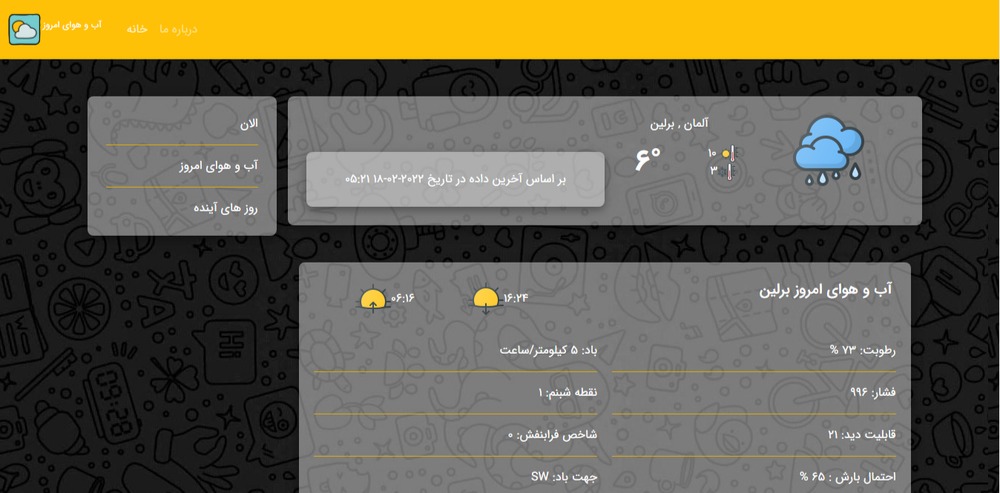 آب و هوای امروز
خانه
درباره ما
آلمان , برلین
۱۰
۳
۶°
بر اساس آخرین داده در تاریخ ۲۰۲۲-۰۲-۱۸ ۰۵:۲۱
الان
آب و هوای امروز
روز های آینده
آب و هوای امروز برلین
۱۶:۲۴
۰۶:۱۶
رطوبت: ۷۳ %
باد: ۵ کیلومتر/ساعت
فشار: ۹۹۶
نقطه شبنم: ۱
قابلیت دید: ۲۱
شاخص فرابنفش: ۰
احتمال بارش : ۶۵ %
جهت باد: SW